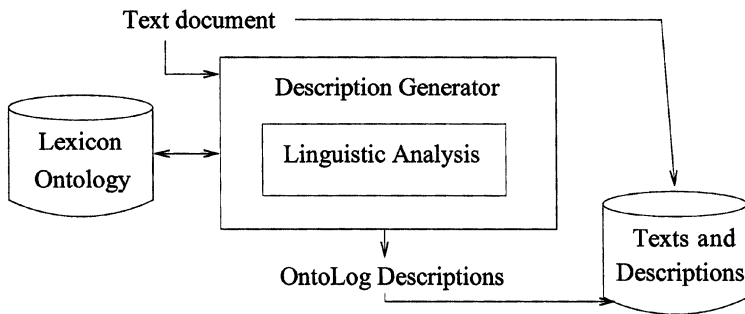 Text document
Description Generator
Lexicon
Ontology
Linguistic Analysis
OntoLog Descriptions
Texts and
Descriptions